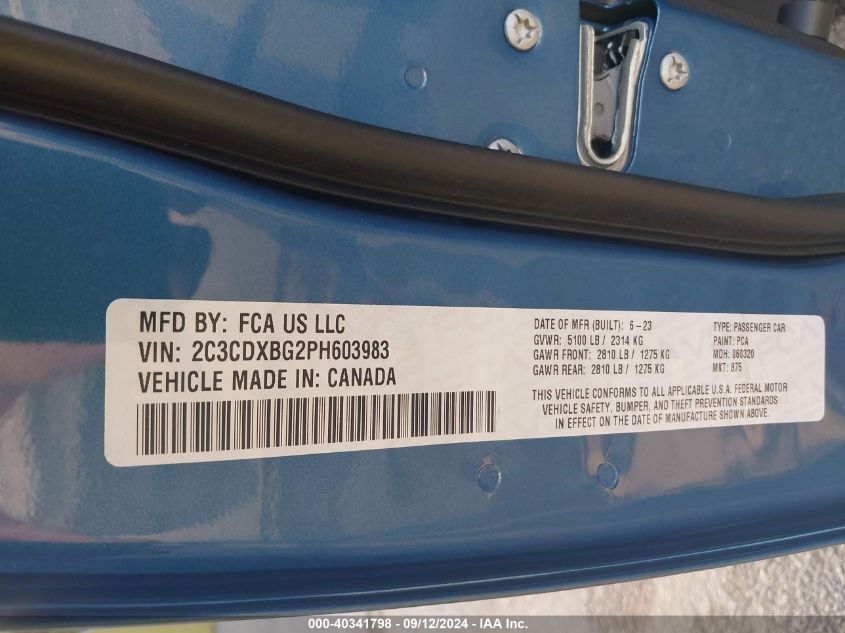 MFD BY: FCA US LLC
VIN: 2C3CDXBG2PH603983
VEHICLE MADE IN: CANADA
DATE OF MFR (BUILT): 6-23
GVWR: 5100 LB / 2314 KG
GAWR FRONT: 2810 LB / 1275 KG
GAWR REAR: 2810 LB / 1275 KG
TYPE: PASSENGER CAR
PAINT: PCA
MDH: 060320
MKT: 875
THIS VEHICLE CONFORMS TO ALL APPLICABLE U.S.A. FEDERAL MOTOR
VEHICLE SAFETY, BUMPER, AND THEFT PREVENTION STANDARDS
IN EFFECT ON THE DATE OF MANUFACTURE SHOWN ABOVE.
000-40341798 - 09/12/2024 - IAA Inc.